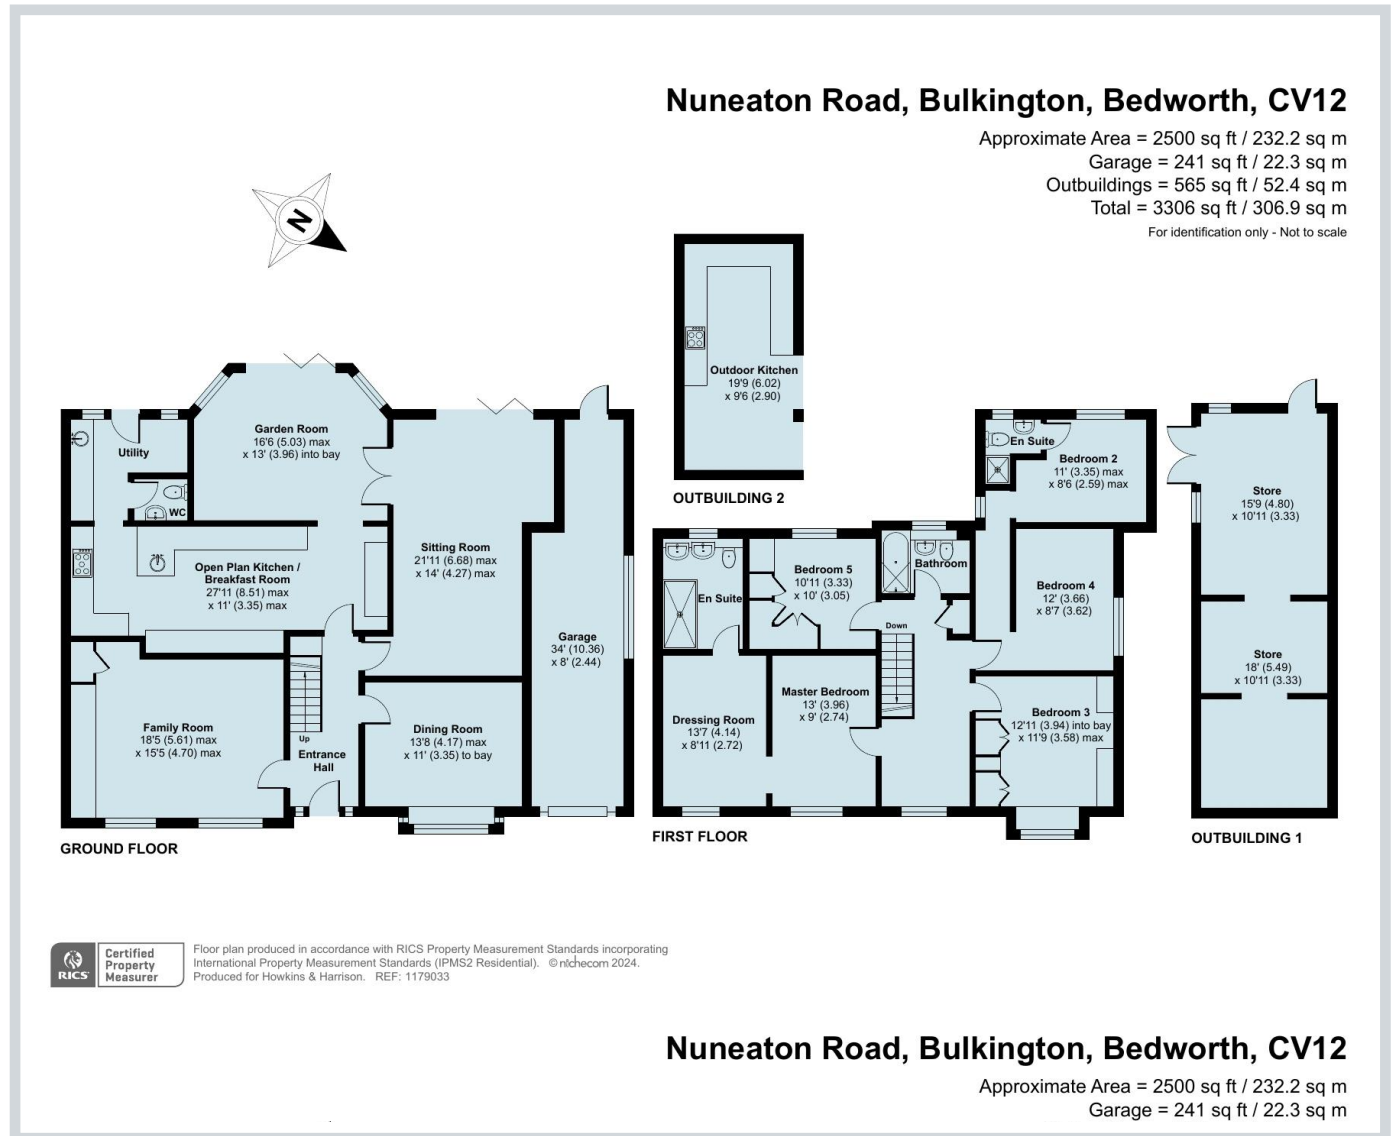 Nuneaton Road, Bulkington, Bedworth, CV12
Approximate Area = 2500 sq ft / 232.2 sq m
Garage = 241 sq ft / 22.3 sq m
Outbuildings = 565 sq ft / 52.4 sq m
Total = 3306 sq ft / 306.9 sq m
For identification only - Not to scale
N
Outdoor Kitchen
19'9 (6.02)
x 9'6 (2.90)
OUTBUILDING 2
Garden Room
16'6 (5.03) max
x 13' (3.96) into bay
Utility
WC
Open Plan Kitchen /
Breakfast Room
27'11 (8.51) max
x 11' (3.35) max
Sitting Room
21'11 (6.68) max
x 14' (4.27) max
Garage
34' (10.36)
x 8' (2.44)
Family Room
18'5 (5.61) max
x 15'5 (4.70) max
Up
Entrance
Hall
Dining Room
13'8 (4.17) max
x 11' (3.35) to bay
GROUND FLOOR
En Suite
Bedroom 2
11' (3.35) max
x 8'6 (2.59) max
Bathroom
Bedroom 5
10'11 (3.33)
x 10' (3.05)
En Suite
Bedroom 4
12' (3.66)
x 8'7 (3.62)
Down
Master Bedroom
13' (3.96)
x 9' (2.74)
Dressing Room
13'7 (4.14)
x 8'11 (2.72)
Bedroom 3
12'11 (3.94) into bay
x 11'9 (3.58) max
FIRST FLOOR
Store
15'9 (4.80)
x 10'11 (3.33)
Store
18' (5.49)
x 10'11 (3.33)
OUTBUILDING 1
RICS
Certified
Property
Measurer
Floor plan produced in accordance with RICS Property Measurement Standards incorporating
International Property Measurement Standards (IPMS2 Residential). © nichecom 2024.
Produced for Howkins & Harrison. REF: 1179033
Nuneaton Road, Bulkington, Bedworth, CV12
Approximate Area = 2500 sq ft / 232.2 sq m
Garage = 241 sq ft / 22.3 sq m